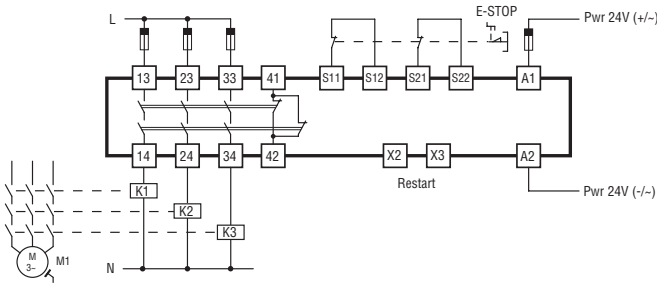 L
E-STOP
Pwr 24V (+/~)
13 23 33 41 S11 S12 S21 S22 A1
14 24 34 42 X2 X3 A2
Restart
Pwr 24V (-/~)
K1
K2
K3
M
3~
M1
N